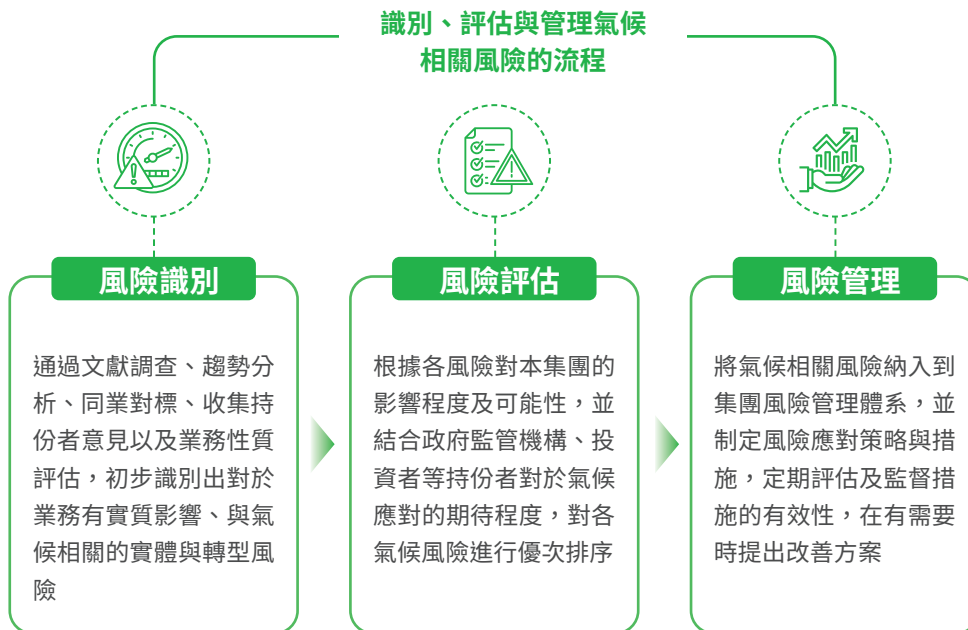 識別、評估與管理氣候
相關風險的流程
風險識別
通過文獻調查、趨勢分
析、同業對標、收集持
份者意見以及業務性質
評估，初步識別出對於
業務有實質影響、與氣
候相關的實體與轉型風
險
風險評估
根據各風險對本集團的
影響程度及可能性，並
結合政府監管機構、投
資者等持份者對於氣候
應對的期待程度，對各
氣候風險進行優次排序
風險管理
將氣候相關風險納入到
集團風險管理體系，並
制定風險應對策略與措
施，定期評估及監督措
施的有效性，在有需要
時提出改善方案